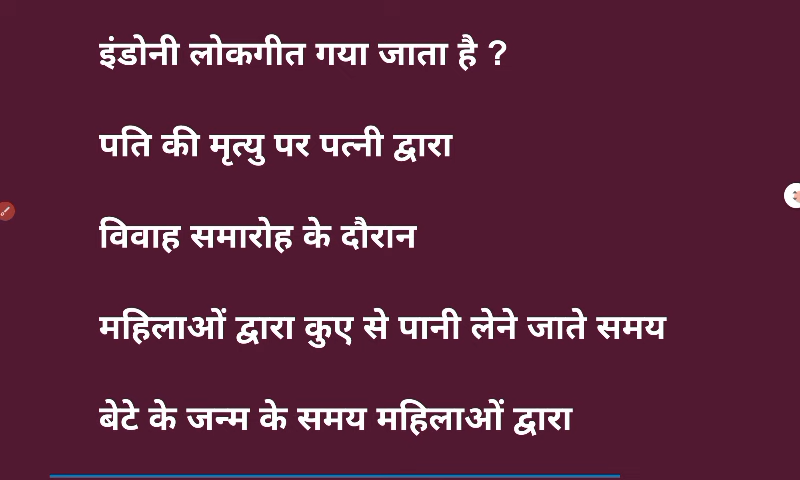 इंडोनी लोकगीत गया जाता है ?
पति की मृत्यु पर पत्नी द्वारा
विवाह समारोह के दौरान
महिलाओं द्वारा कुए से पानी लेने जाते समय
बेटे के जन्म के समय महिलाओं द्वारा